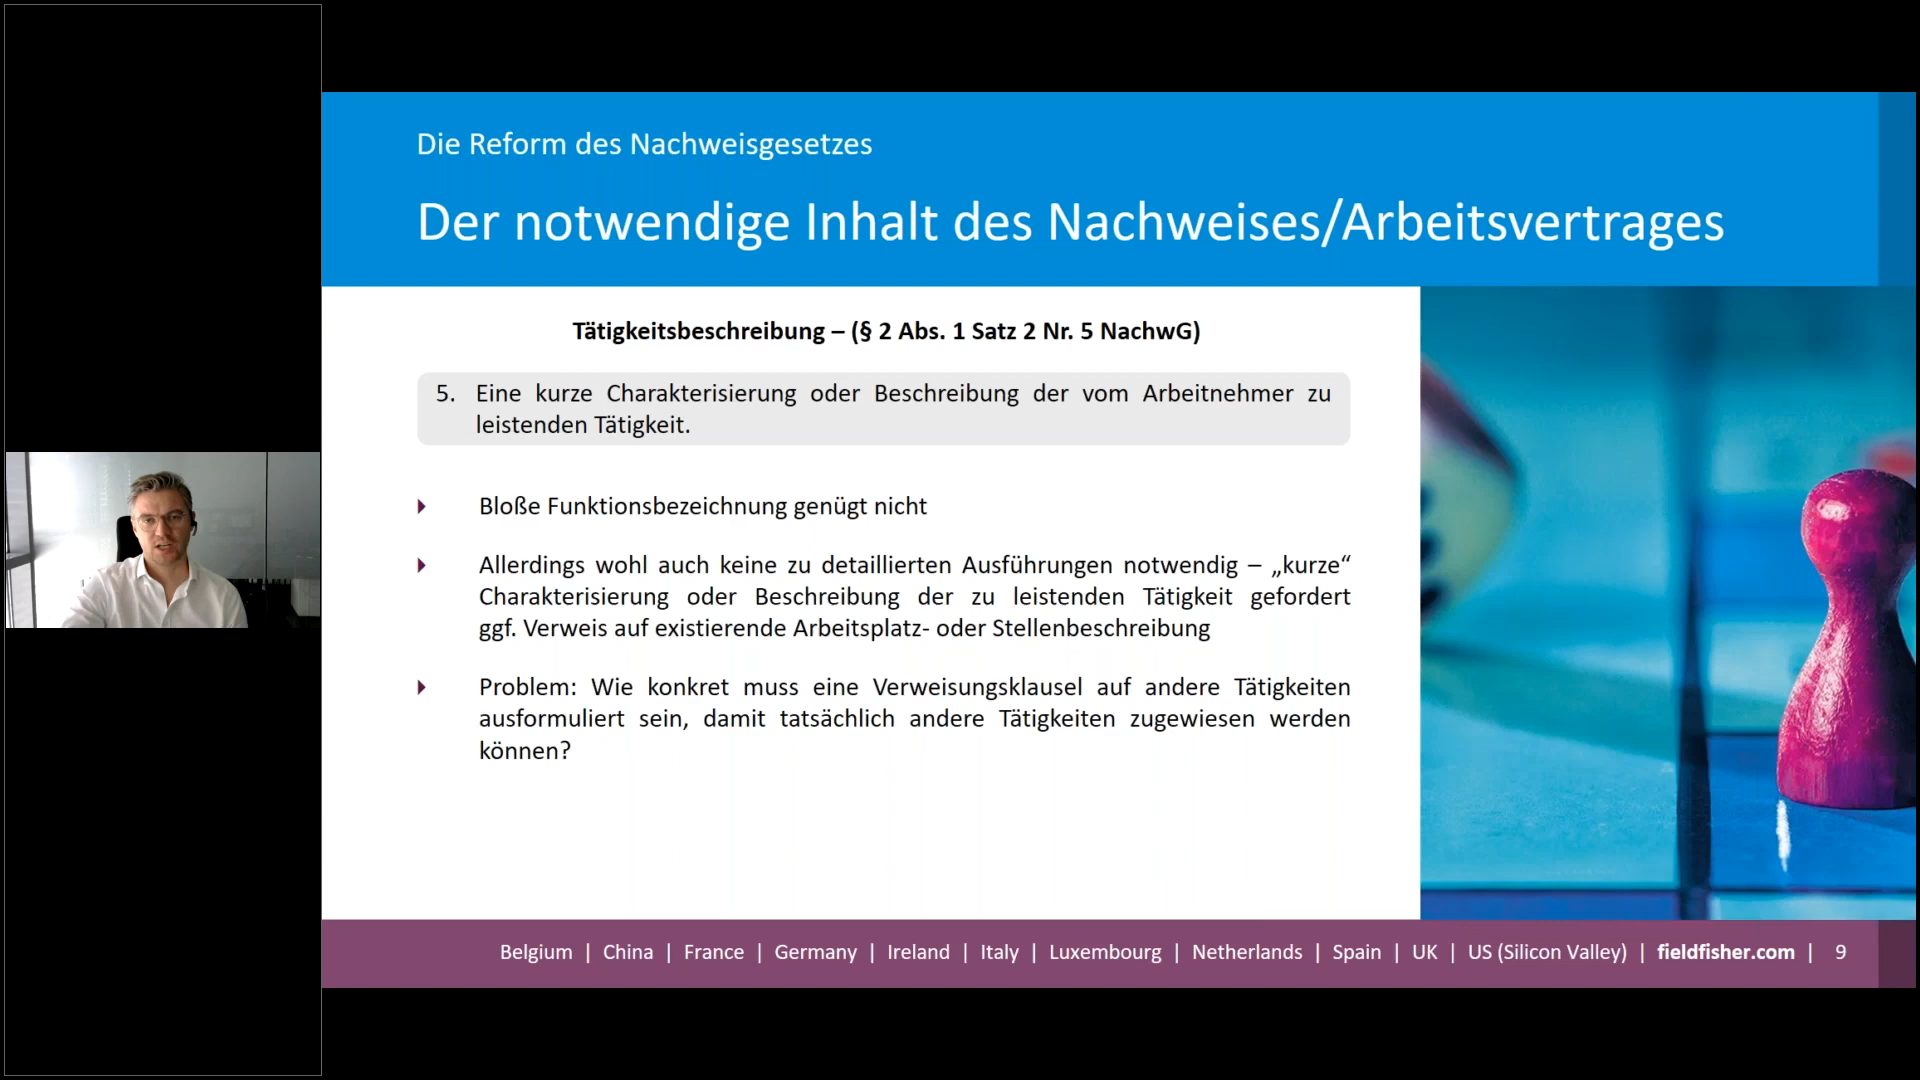 Die Reform des Nachweisgesetzes
Der notwendige Inhalt des Nachweises/Arbeitsvertrages
Tätigkeitsbeschreibung – (§ 2 Abs. 1 Satz 2 Nr. 5 NachwG)
5. Eine kurze Charakterisierung oder Beschreibung der vom Arbeitnehmer zu
leistenden Tätigkeit.
Bloße Funktionsbezeichnung genügt nicht
Allerdings wohl auch keine zu detaillierten Ausführungen notwendig – „kurze“
Charakterisierung oder Beschreibung der zu leistenden Tätigkeit gefordert
ggf. Verweis auf existierende Arbeitsplatz- oder Stellenbeschreibung
Problem: Wie konkret muss eine Verweisungsklausel auf andere Tätigkeiten
ausformuliert sein, damit tatsächlich andere Tätigkeiten zugewiesen werden
können?
Belgium | China | France | Germany | Ireland | Italy | Luxembourg | Netherlands | Spain | UK | US (Silicon Valley) | fieldfisher.com | 9